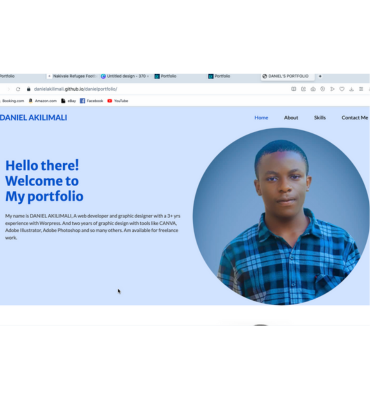 Portfolio
Nakivale Refugee Foori
Untitled design - 370
Portfolio
Portfolio
DANIEL'S PORTFOLIO
danielakilimali.github.io/danielportfolio/
Booking.com
Amazon.com
eBay
Facebook
YouTube
DANIEL AKILIMALI
Home
About
Skills
Contact Me
Hello there!
Welcome to
My portfolio
My name is DANIEL AKILIMALI, A web developer and graphic designer with a 3+ yrs
experience with Worpress. And two years of graphic design with tools like CANVA,
Adobe Illustrator, Adobe Photoshop and so many others. Am available for freelance
work.